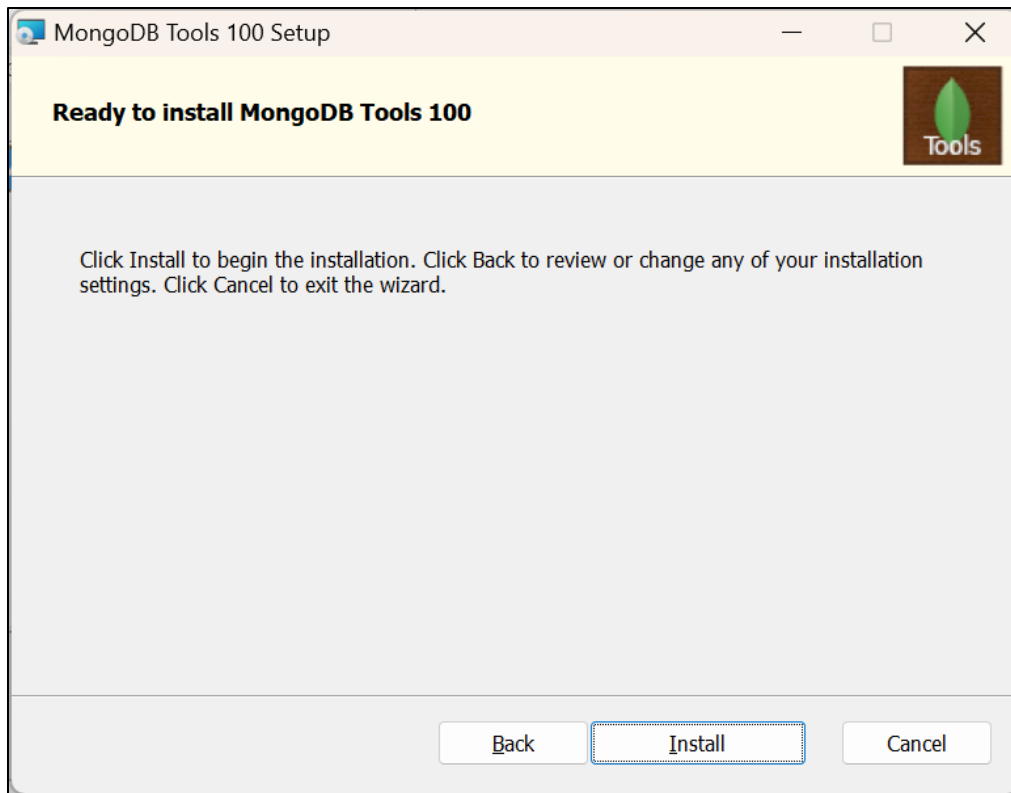 MongoDB Tools 100 Setup
Ready to install MongoDB Tools 100
Tools
Click Install to begin the installation. Click Back to review or change any of your installation
settings. Click Cancel to exit the wizard.
Back
Install
Cancel